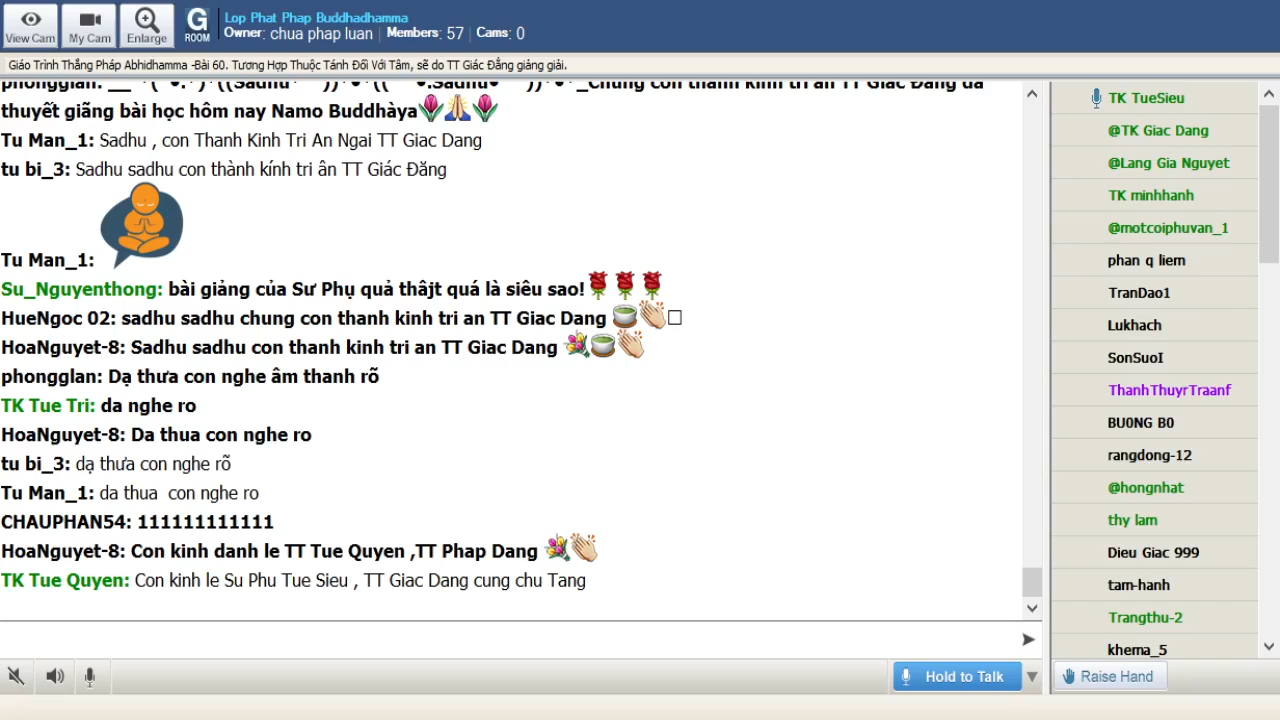 View Cam
My Cam
Enlarge
G
ROOM
Lop Phat Phap Buddhadhamma
Owner: chua phap luan | Members: 57 | Cams: 0
Giáo Trình Thắng Pháp Abhidhamma -Bài 60. Tương Hợp Thuộc Tánh Đối Với Tâm, sẽ do TT Giác Đẳng giảng giải.
thuyết giãng bài học hôm nay Namo Buddhàya🌷🙏🌷
Tu Man_1: Sadhu , con Thanh Kinh Tri An Ngai TT Giac Dang
tu bi_3: Sadhu sadhu con thành kính tri ân TT Giác Đăng
Tu Man_1:
Su_Nguyenthong: bài giảng của Sư Phụ quả thâjt quá là siêu sao!🌹🌹🌹
HueNgoc 02: sadhu sadhu chung con thanh kinh tri an TT Giac Dang 🍵👏🏻□
HoaNguyet-8: Sadhu sadhu con thanh kinh tri an TT Giac Dang 💐🍵👏🏻
phongglan: Dạ thưa con nghe âm thanh rõ
TK Tue Tri: da nghe ro
HoaNguyet-8: Da thua con nghe ro
tu bi_3: dạ thưa con nghe rõ
Tu Man_1: da thua  con nghe ro
CHAUPHAN54: 111111111111
HoaNguyet-8: Con kinh danh le TT Tue Quyen ,TT Phap Dang 💐👏🏻
TK Tue Quyen: Con kinh le Su Phu Tue Sieu , TT Giac Dang cung chu Tang
Hold to Talk
TK TueSieu
@TK Giac Dang
@Lang Gia Nguyet
TK minhhanh
@motcoiphuvan_1
phan q liem
TranDao1
Lukhach
SonSuoI
ThanhThuyrTraanf
BU0NG B0
rangdong-12
@hongnhat
thy lam
Dieu Giac 999
tam-hanh
Trangthu-2
khema_5
Raise Hand